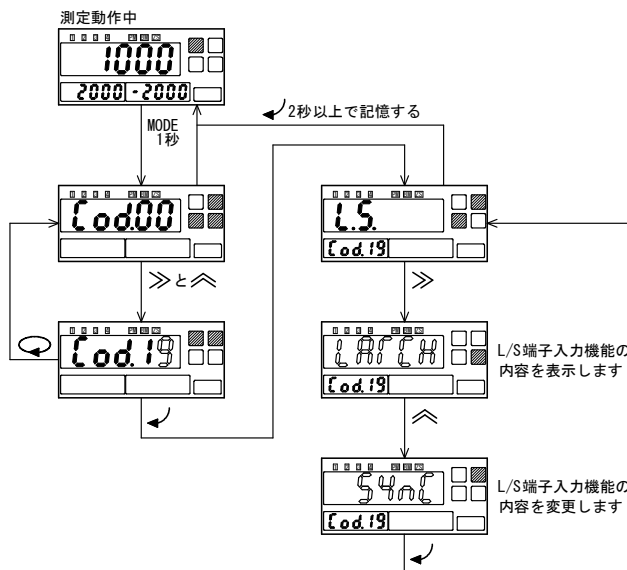 測定動作中
1000
2000 -2000
MODE
1秒
2秒以上で記憶する
Cod.00
L.S.
Cod.19
と
Cod.19
LATCH
Cod.19
L/S端子入力機能の
内容を表示します
SYnC
Cod.19
L/S端子入力機能の
内容を変更します